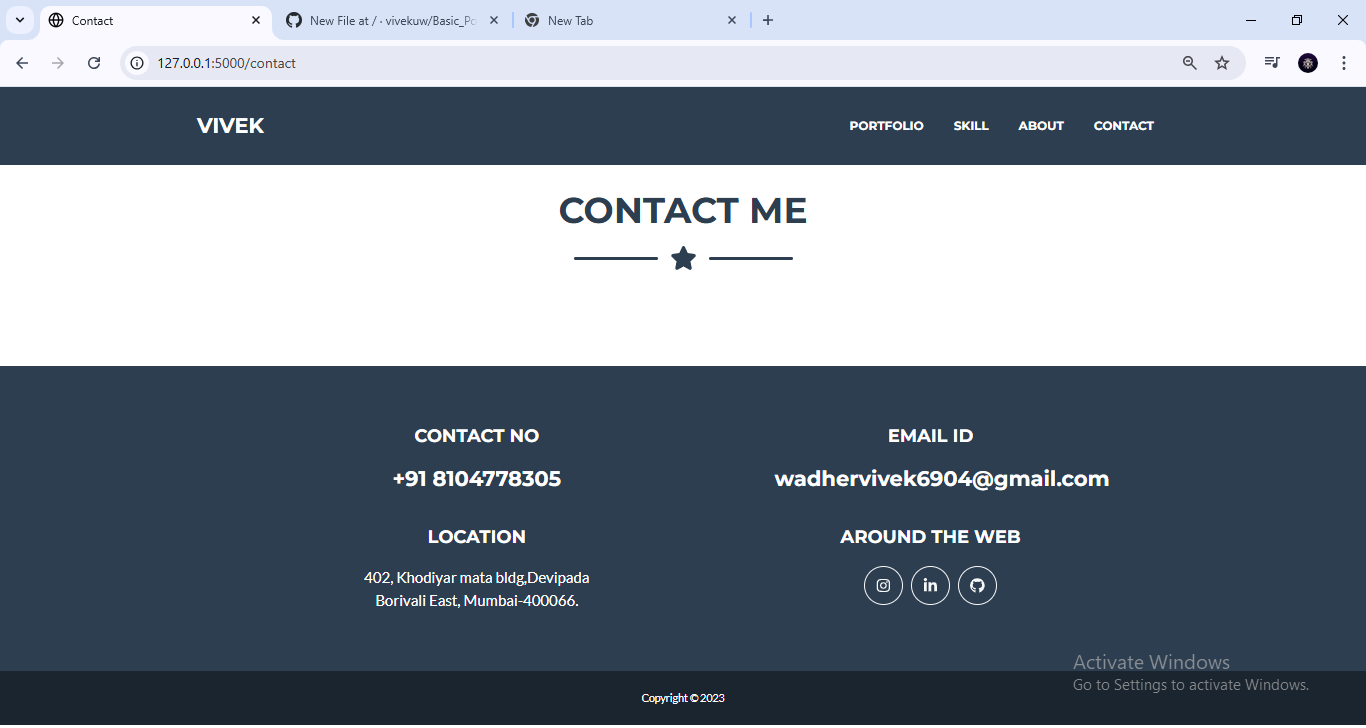 Contact
New File at / · vivekuw/Basic_Po
New Tab
127.0.0.1:5000/contact
VIVEK
PORTFOLIO
SKILL
ABOUT
CONTACT
CONTACT ME
CONTACT NO
EMAIL ID
+91 8104778305
wadhervivek6904@gmail.com
LOCATION
AROUND THE WEB
402, Khodiyar mata bldg,Devipada
Borivali East, Mumbai-400066.
in
Activate Windows
Go to Settings to activate Windows.
Copyright © 2023